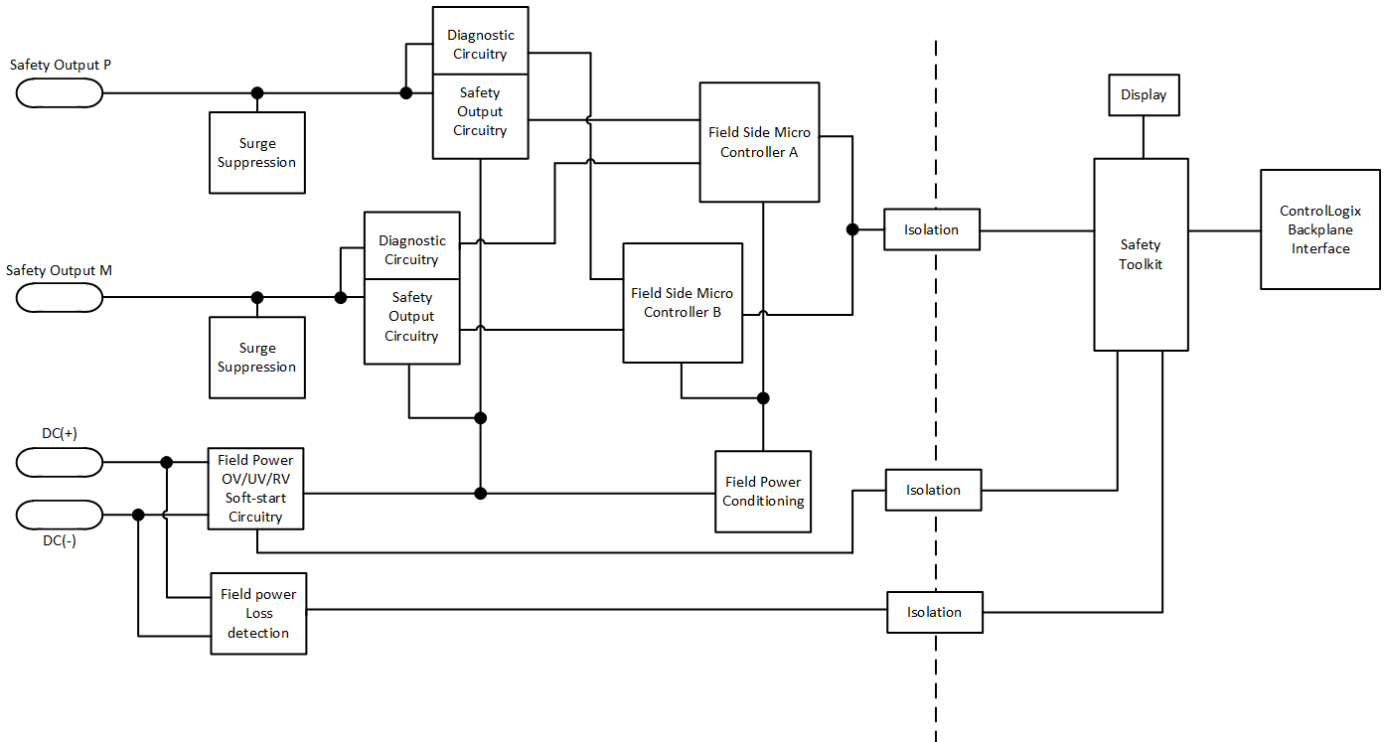 Safety Output P
Surge
Suppression
Diagnostic
Circuitry
Safety
Output
Circuitry
Field Side Micro
Controller A
Display
Isolation
Safety
Toolkit
ControlLogix
Backplane
Interface
Safety Output M
Surge
Suppression
Diagnostic
Circuitry
Safety
Output
Circuitry
Field Side Micro
Controller B
DC(+)
DC(-)
Field Power
OV/UV/RV
Soft-start
Circuitry
Field Power
Conditioning
Isolation
Field power
Loss
detection
Isolation